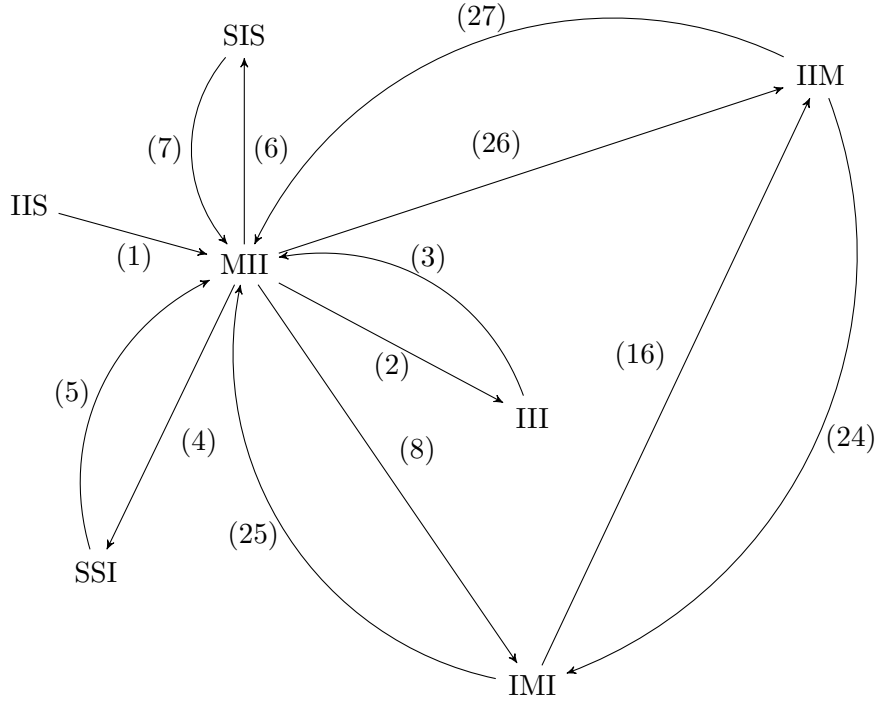 (27)
SIS
IIM
(7)
(6)
(26)
IIS
(1)
MII
(3)
(16)
(2)
(5)
III
(4)
(8)
(24)
(25)
SSI
IMI